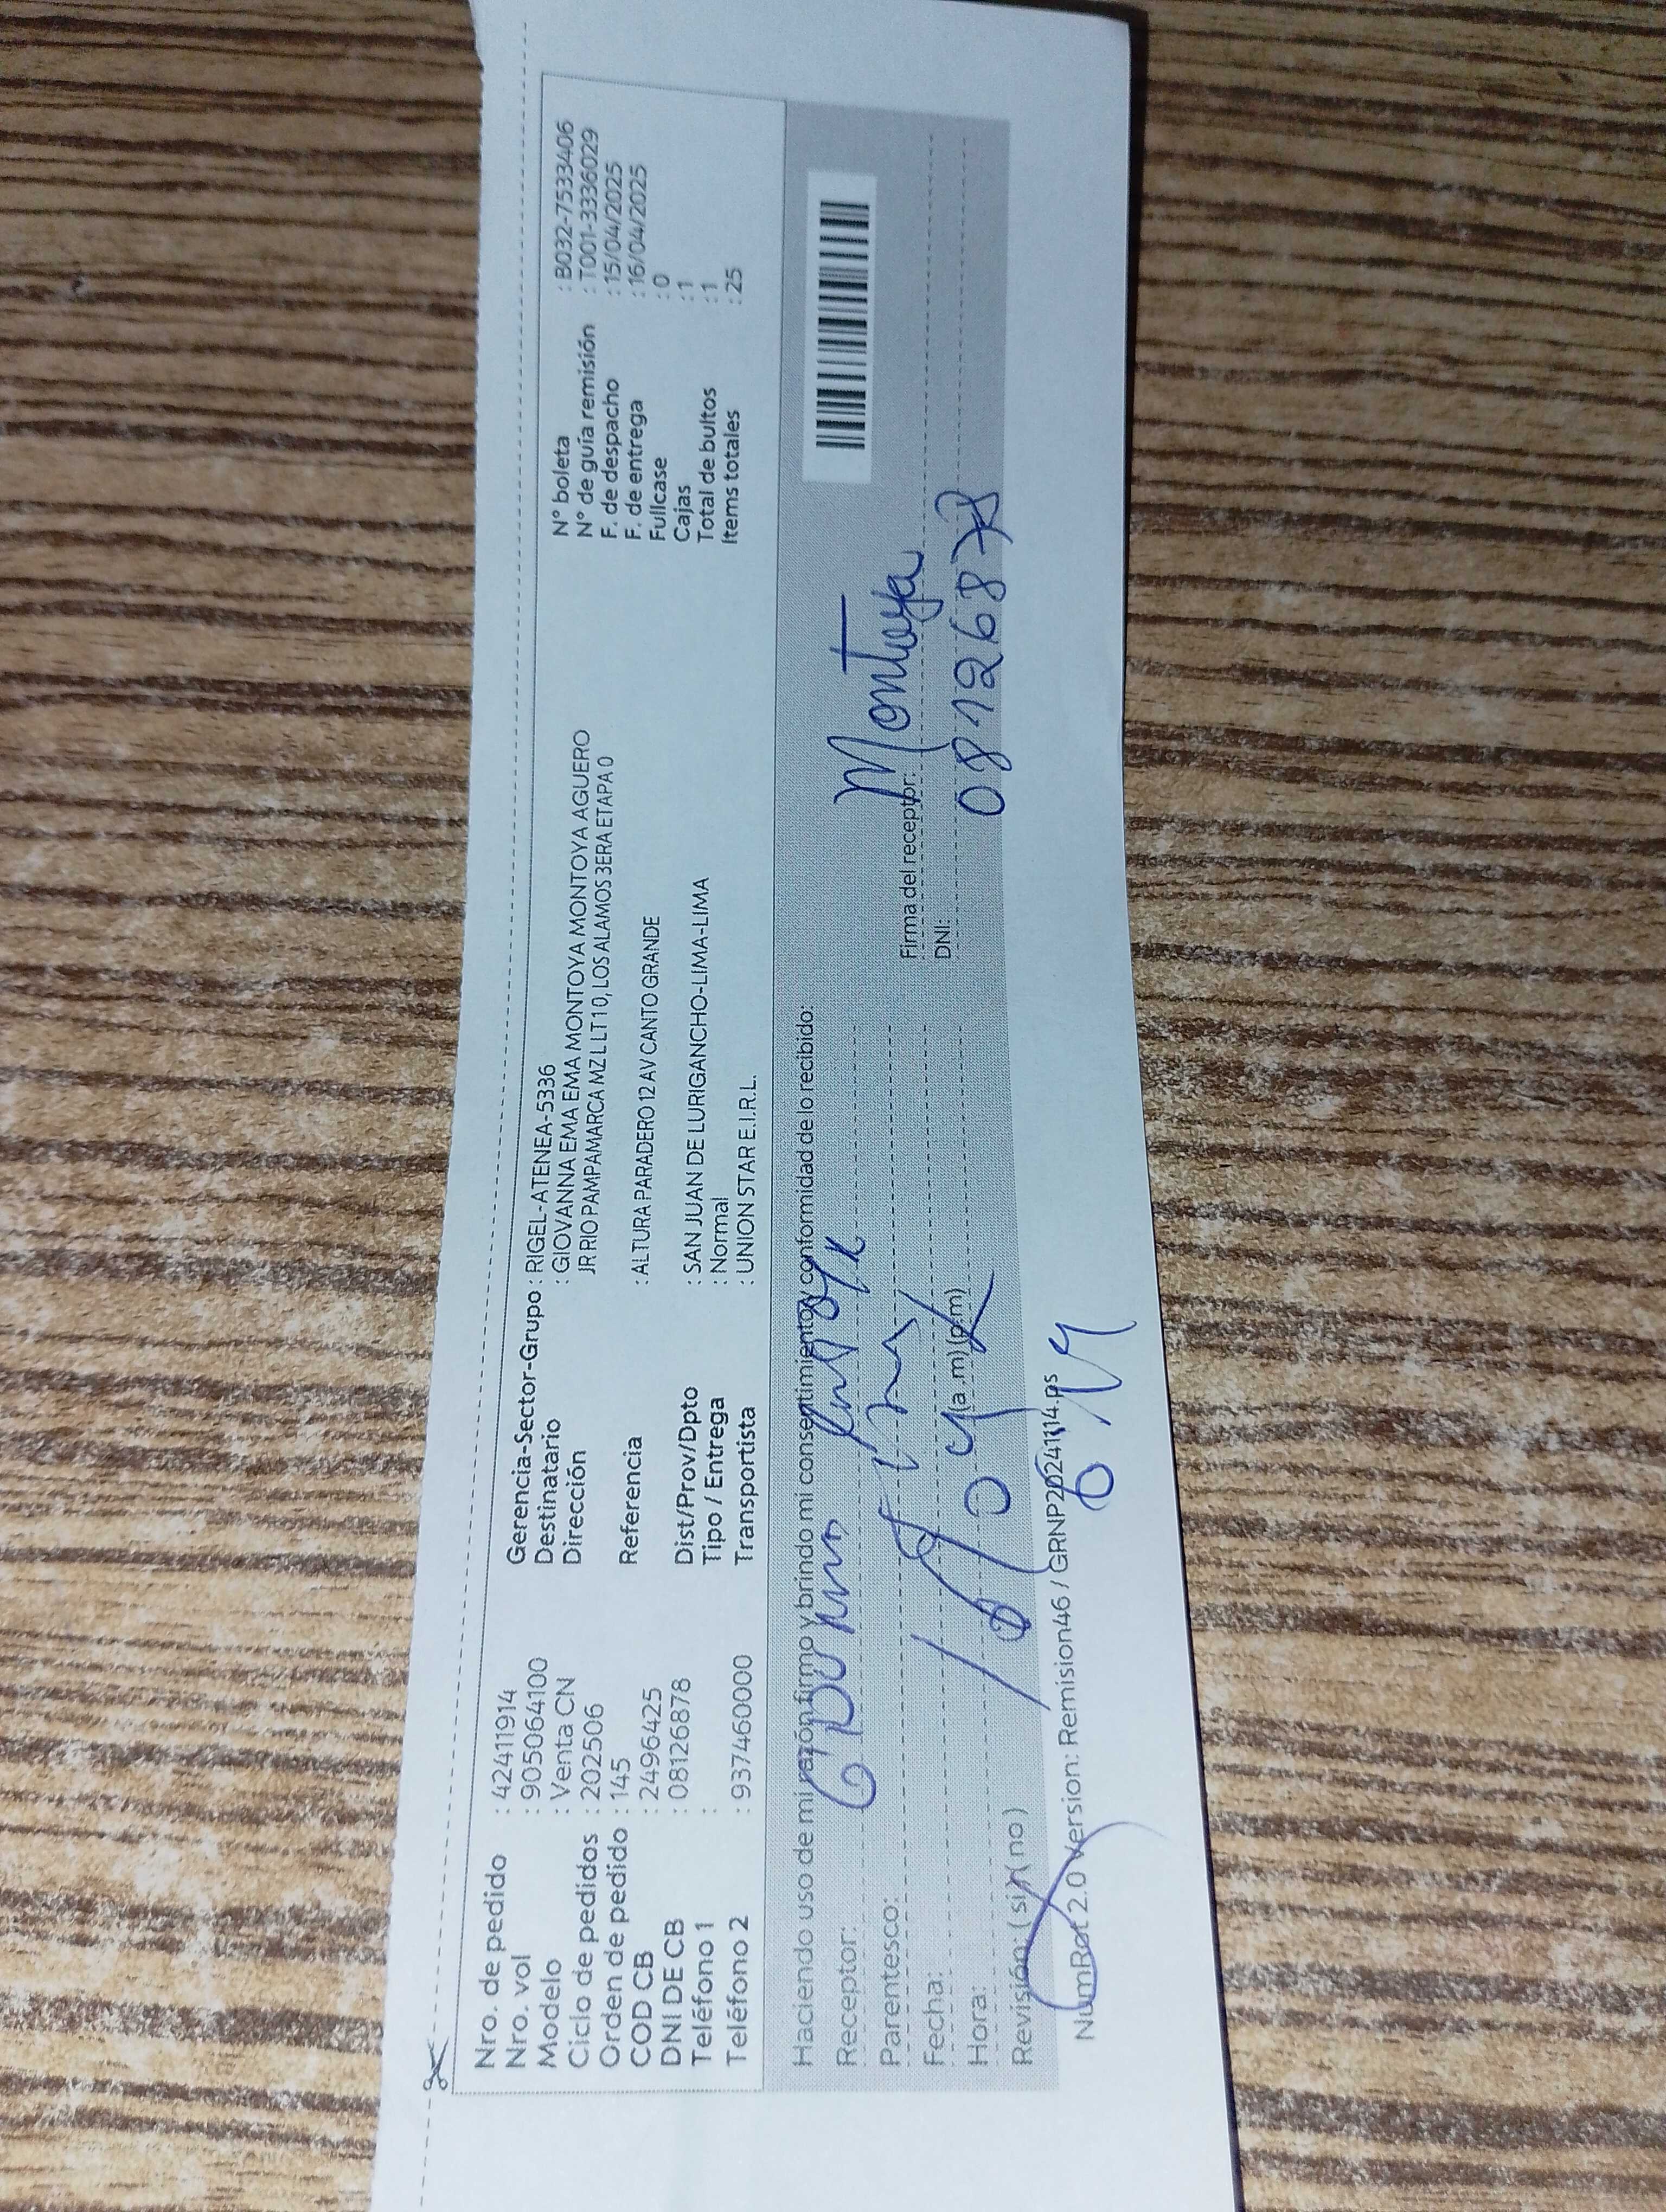 Nro. de pedido : 42411914
Nro. vol : 9050064100
Modelo : Venta CN
Ciclo de pedidos : 202506
Orden de pedido : 145
COD CB : 2496425
DNI DE CB : 08126878
Teléfono 1 :
Teléfono 2 : 937460000
Gerencia-Sector-Grupo : RIGEL-ATENEA-5336
Destinatario : GIOVANNA EMA EMA MONTOYA MONTOYA AGUERO
Dirección JR RIO PAMPAMARCA MZ L LT 10, LOS ALAMOS 3ERA ETAPA 0
Referencia : ALTURA PARADERO 12 AV CANTO GRANDE
Dist/Prov/Dpto : SAN JUAN DE LURIGANCHO-LIMA-LIMA
Tipo / Entrega : Normal
Transportista : UNION STAR E.I.R.L.
N° boleta : B032-7533406
N° de guía remisión : T001-3336029
F. de despacho : 15/04/2025
F. de entrega : 16/04/2025
Fullcase : 0
Cajas : 1
Total de bultos : 1
Items totales : 25
Haciendo uso de mi razón firmo y brindo mi consentimiento y conformidad de lo recibido:
Receptor:
Parentesco:
Fecha:
Hora: (a.m) (p.m)
Revisión: ( si ) ( no )
Firma del receptor: Montoya
DNI: 08126878
NumBot 2.0 Version: Remision46 / GRNP20241114.ps